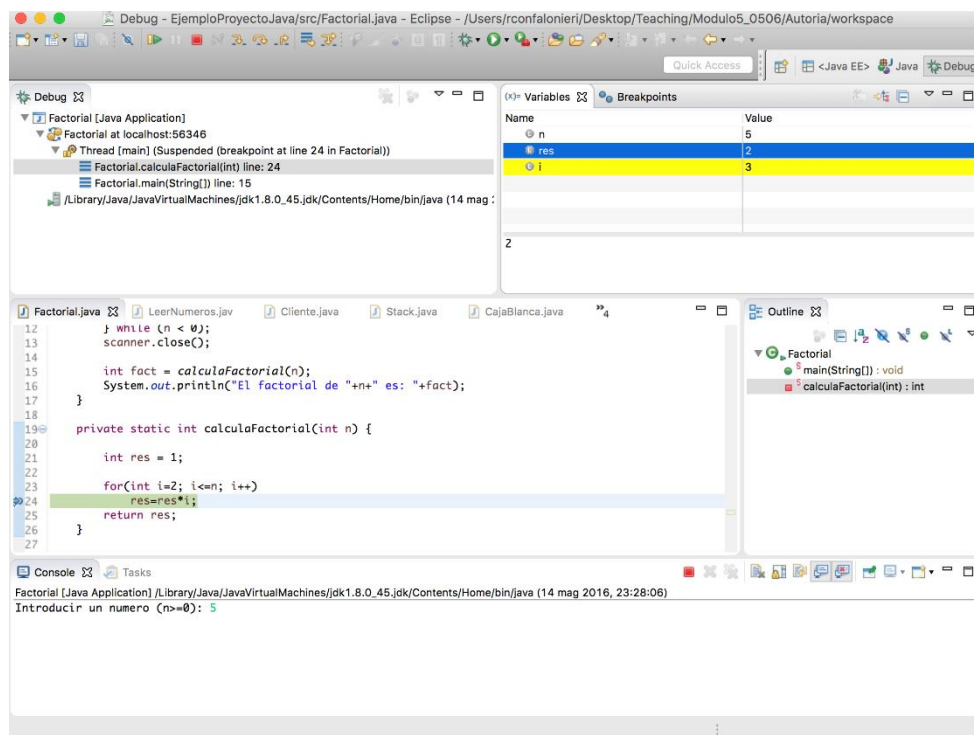 Debug - EjemploProyectoJava/src/Factorial.java - Eclipse - /Users/rconfalonieri/Desktop/Teaching/Modulo5_0506/Autoria/workspace
Quick Access
<Java EE>
Java
Debug
Debug
Factorial [Java Application]
Factorial at localhost:56346
Thread [main] (Suspended (breakpoint at line 24 in Factorial))
Factorial.calculaFactorial(int) line: 24
Factorial.main(String[]) line: 15
/Library/Java/JavaVirtualMachines/jdk1.8.0_45.jdk/Contents/Home/bin/java (14 mag 2
(x)= Variables
Breakpoints
Name Value
n 5
res 2
i 3
2
Factorial.java
LeerNumeros.jav
Cliente.java
Stack.java
CajaBlanca.java
»4
12 } while (n < 0);
13 scanner.close();
14
15 int fact = calculaFactorial(n);
16 System.out.println("El factorial de "+n+" es: "+fact);
17 }
18
19 private static int calculaFactorial(int n) {
20
21 int res = 1;
22
23 for(int i=2; i<=n; i++)
24 res=res*i;
25 return res;
26 }
27
Outline
Factorial
main(String[]) : void
calculaFactorial(int) : int
Console
Tasks
Factorial [Java Application] /Library/Java/JavaVirtualMachines/jdk1.8.0_45.jdk/Contents/Home/bin/java (14 mag 2016, 23:28:06)
Introducir un numero (n>=0): 5